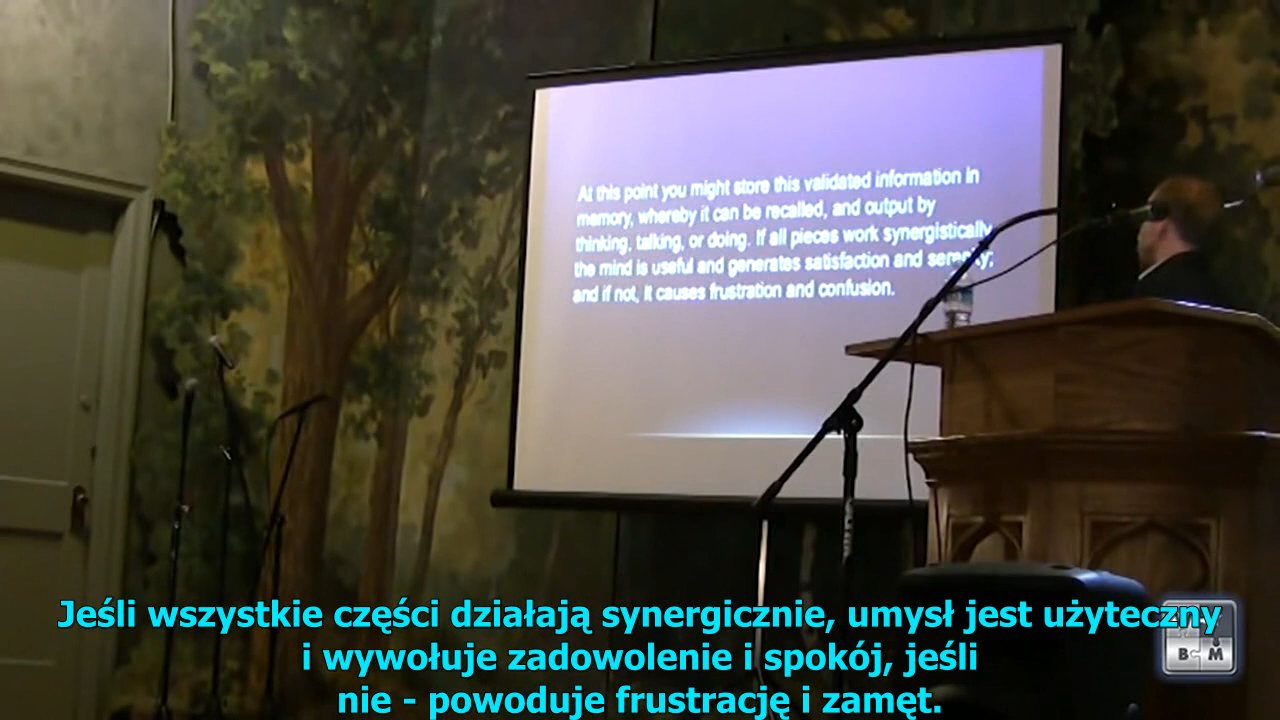 At this point you might store this validated information in
memory, whereby it can be recalled, and output by
thinking, talking, or doing. If all pieces work synergistically,
the mind is useful and generates satisfaction and serenity;
and if not, it causes frustration and confusion.
Jeśli wszystkie części działają synergicznie, umysł jest użyteczny
i wywołuje zadowolenie i spokój, jeśli
nie - powoduje frustrację i zamęt.
B M